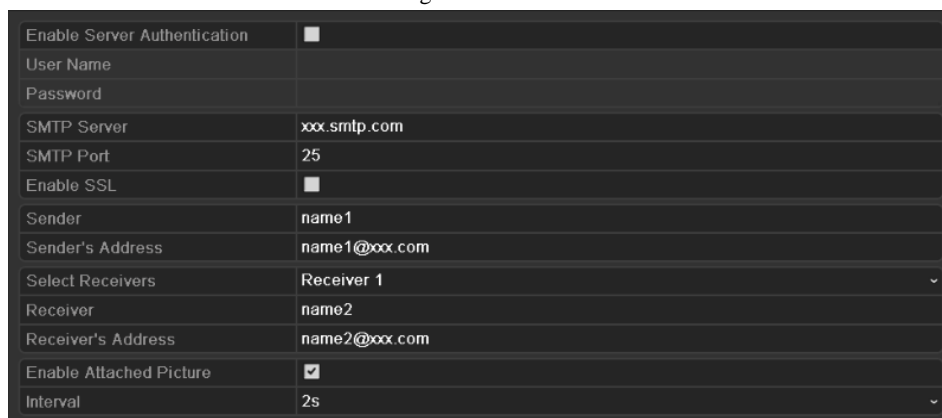 Enable Server Authentication
User Name
Password
SMTP Server xxx.smtp.com
SMTP Port 25
Enable SSL
Sender name1
Sender's Address name1@xxx.com
Select Receivers Receiver 1
Receiver name2
Receiver's Address name2@xxx.com
Enable Attached Picture
Interval 2s